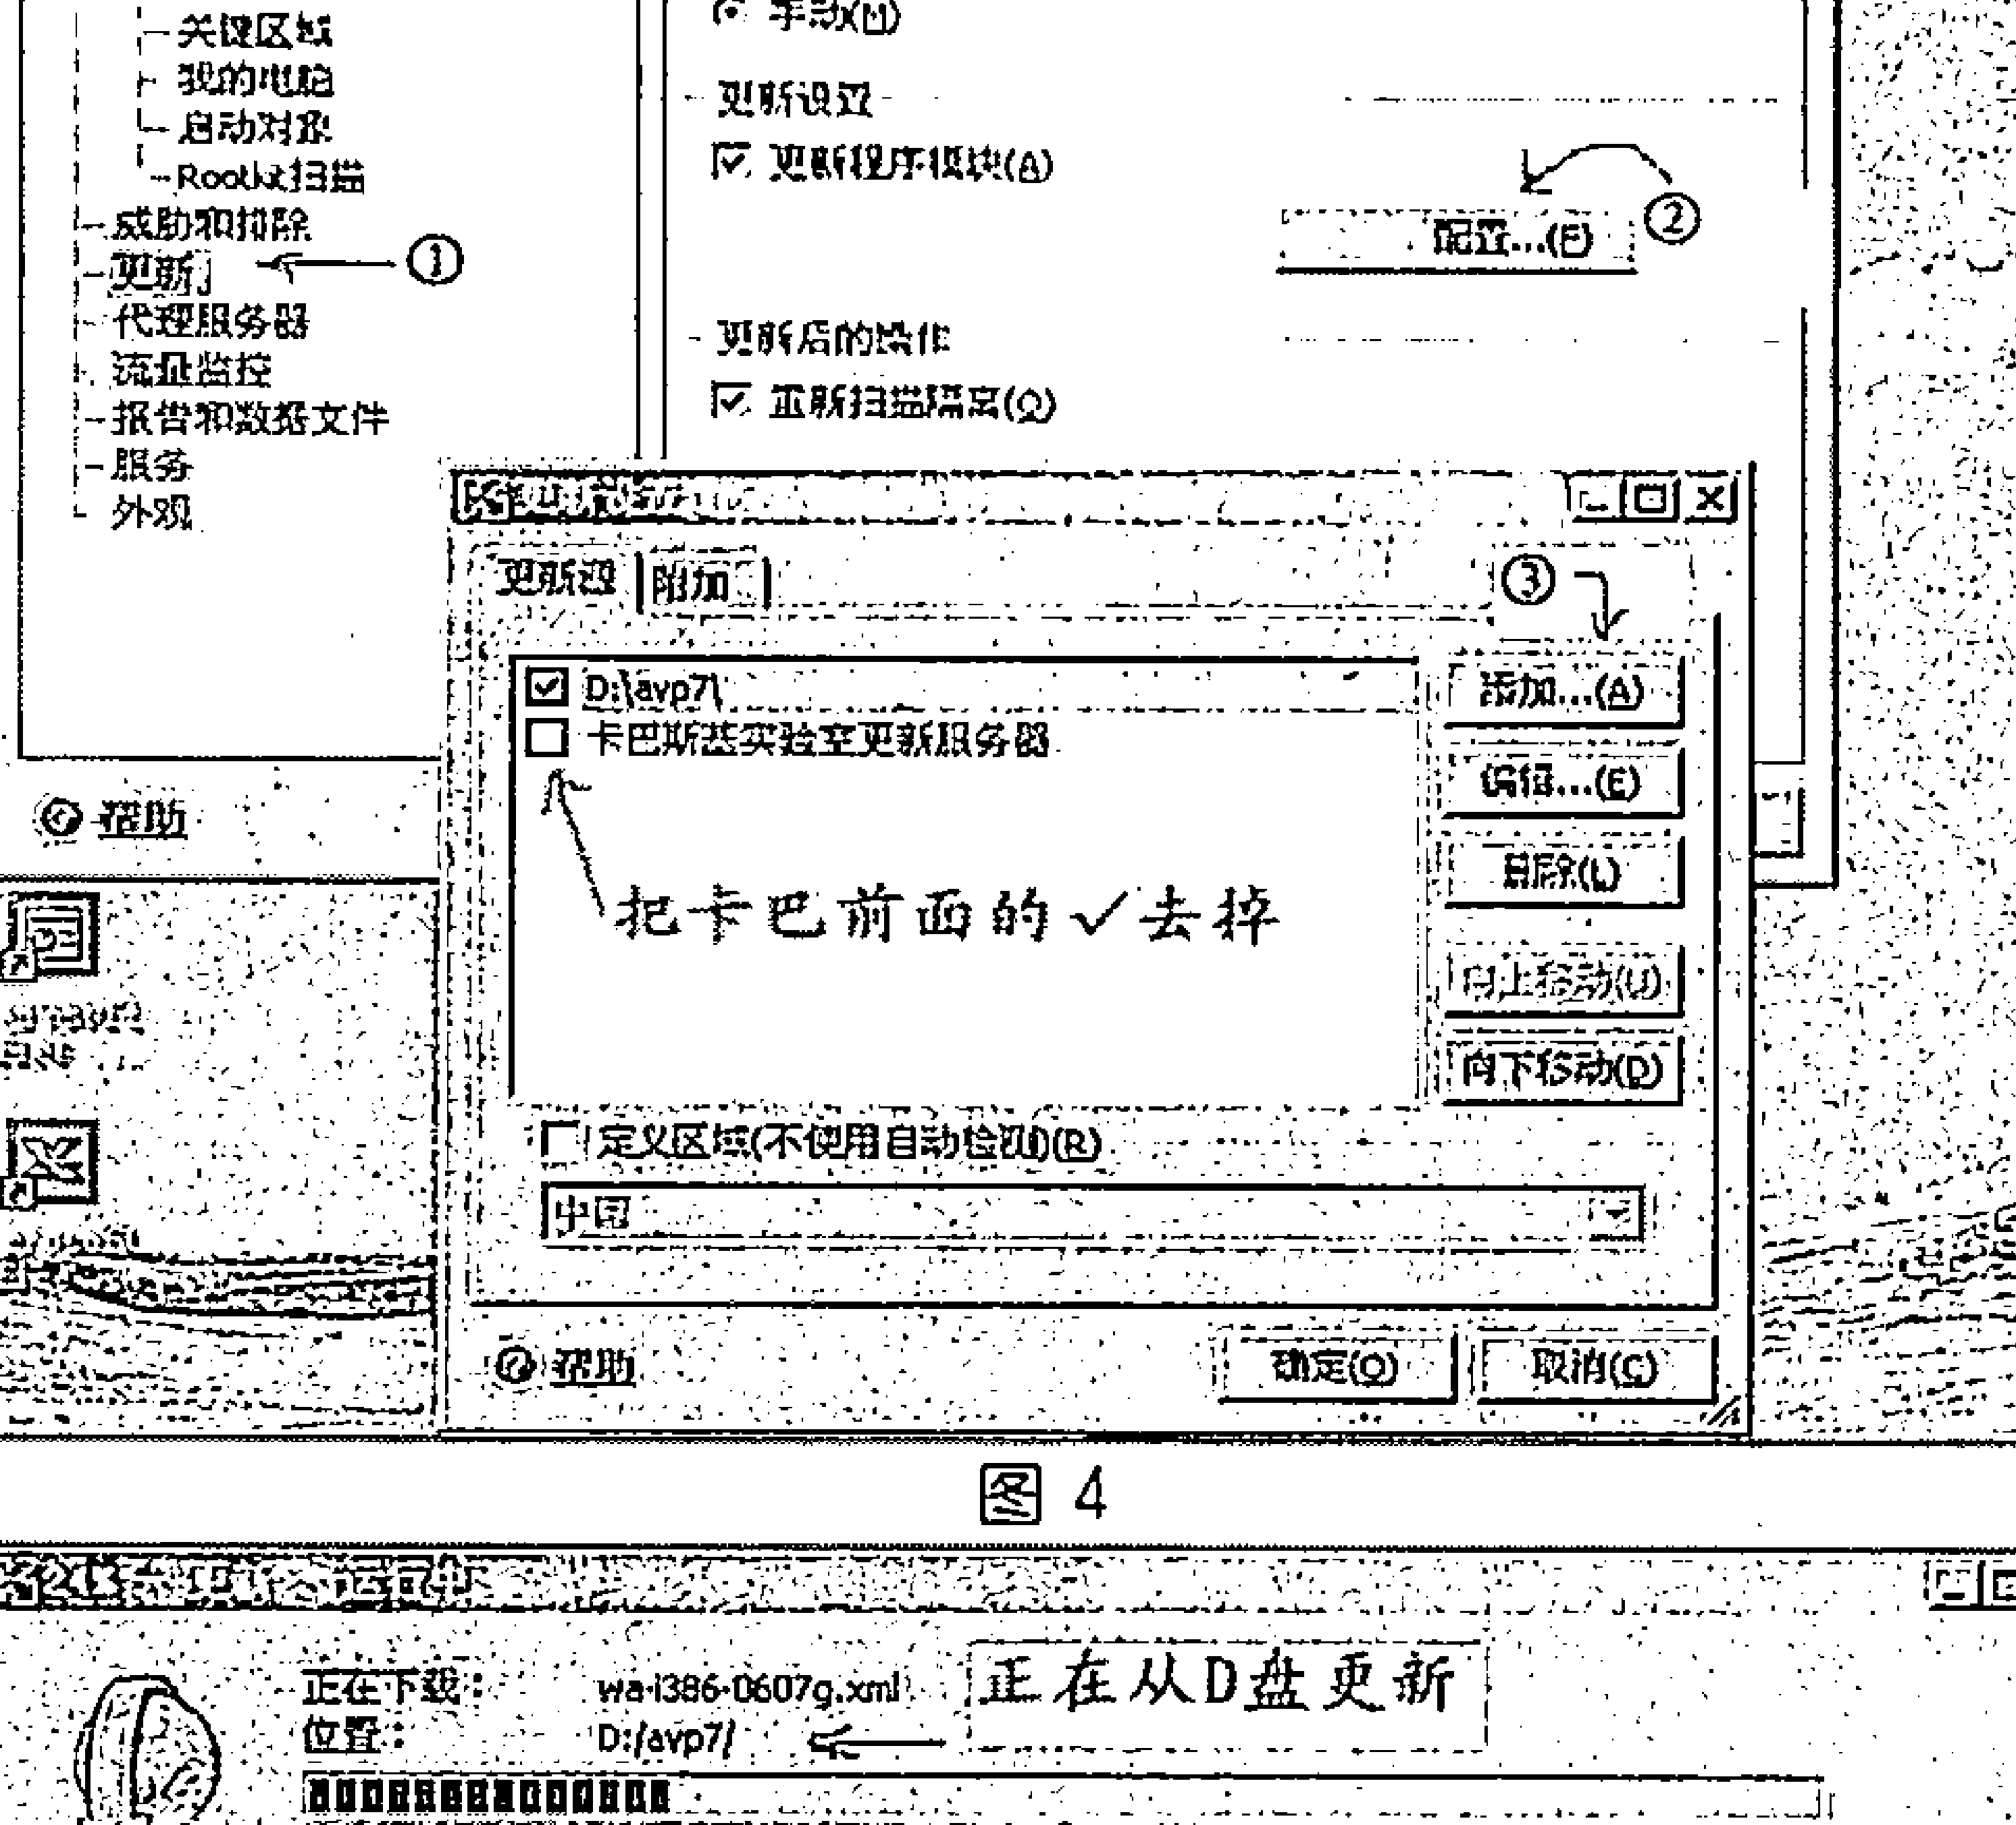 关键区域
我的电脑
启动对象
Rootkit扫描
威胁和排除
更新
代理服务器
流量监控
报告和数据文件
服务
外观
帮助
手动(M)
更新设置
更新程序模块(A)
配置...(F)
更新后的操作
重新扫描隔离(Q)
①
②
更新设置
更新源
附加
③
D:\avp7\
卡巴斯基实验室更新服务器
添加...(A)
编辑...(E)
删除(L)
向上移动(U)
向下移动(D)
把卡巴前面的✓去掉
定义区域(不使用自动检测)(R)
中国
帮助
确定(O)
取消(C)
图 4
正在下载:
wa-i386-0607g.xml
位置:
D:/avp7/
正在从D盘更新